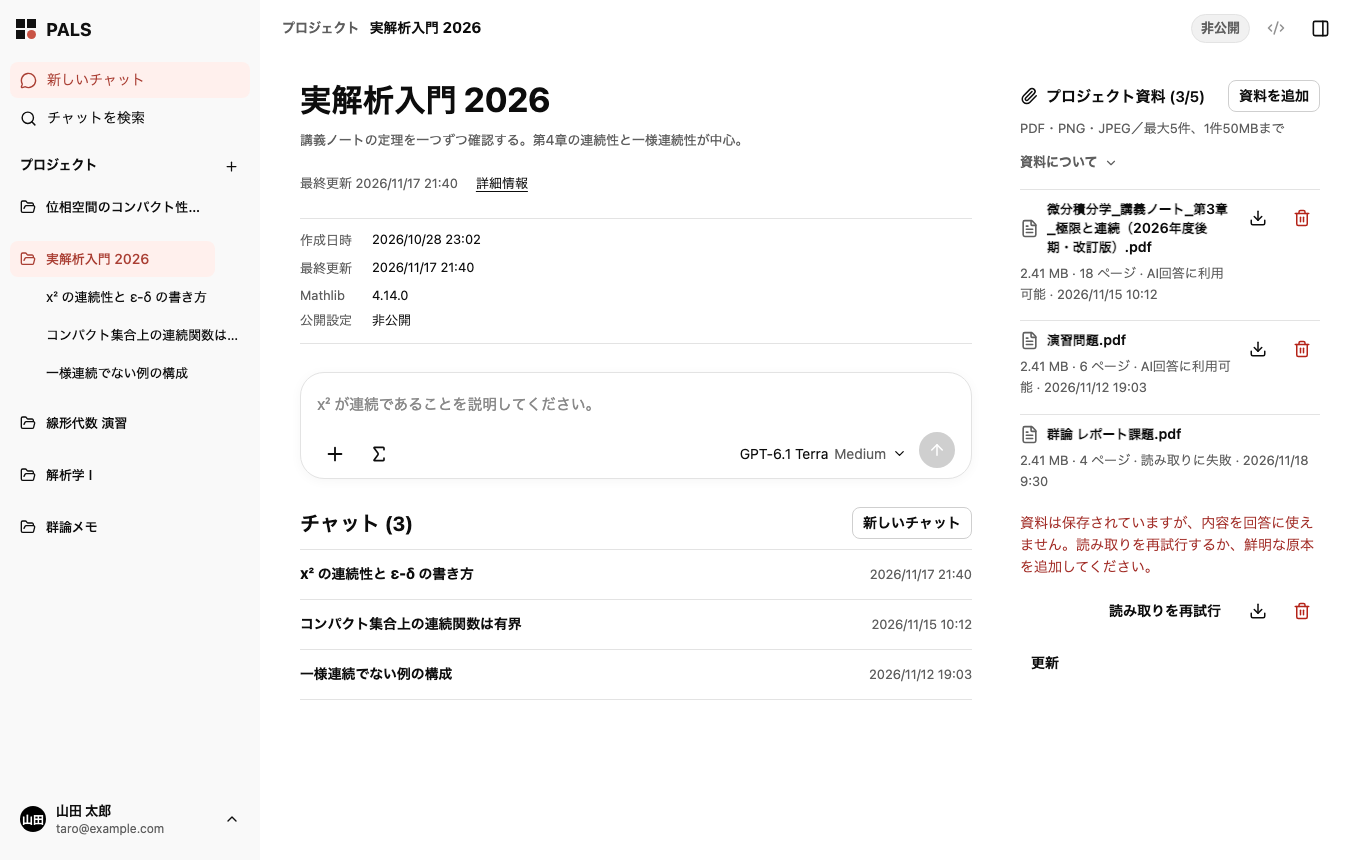 PALS
新しいチャット
チャットを検索
プロジェクト
位相空間のコンパクト性...
実解析入門 2026
x² の連続性と ε-δ の書き方
コンパクト集合上の連続関数は...
一様連続でない例の構成
線形代数 演習
解析学 I
群論メモ
山田
山田 太郎
taro@example.com
プロジェクト 実解析入門 2026
非公開
実解析入門 2026
講義ノートの定理を一つずつ確認する。第4章の連続性と一様連続性が中心。
最終更新 2026/11/17 21:40 詳細情報
作成日時 2026/10/28 23:02
最終更新 2026/11/17 21:40
Mathlib 4.14.0
公開設定 非公開
x² が連続であることを説明してください。
GPT-6.1 Terra Medium
チャット (3) 新しいチャット
x² の連続性と ε-δ の書き方 2026/11/17 21:40
コンパクト集合上の連続関数は有界 2026/11/15 10:12
一様連続でない例の構成 2026/11/12 19:03
プロジェクト資料 (3/5) 資料を追加
PDF・PNG・JPEG／最大5件、1件50MBまで
資料について
微分積分学_講義ノート_第3章
_極限と連続（2026年度後
期・改訂版）.pdf
2.41 MB · 18 ページ · AI回答に利用
可能 · 2026/11/15 10:12
演習問題.pdf
2.41 MB · 6 ページ · AI回答に利用可
能 · 2026/11/12 19:03
群論 レポート課題.pdf
2.41 MB · 4 ページ · 読み取りに失敗 · 2026/11/18
9:30
資料は保存されていますが、内容を回答に使え
ません。読み取りを再試行するか、鮮明な原本
を追加してください。
読み取りを再試行
更新